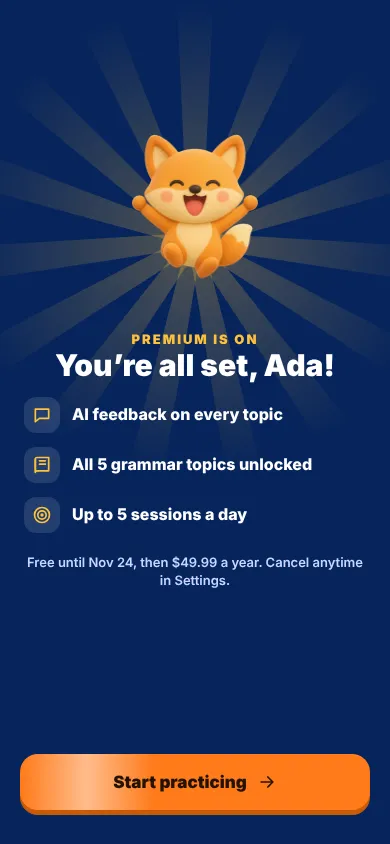 PREMIUM IS ON
You’re all set, Ada!
AI feedback on every topic
All 5 grammar topics unlocked
Up to 5 sessions a day
Free until Nov 24, then $49.99 a year. Cancel anytime
in Settings.
Start practicing →